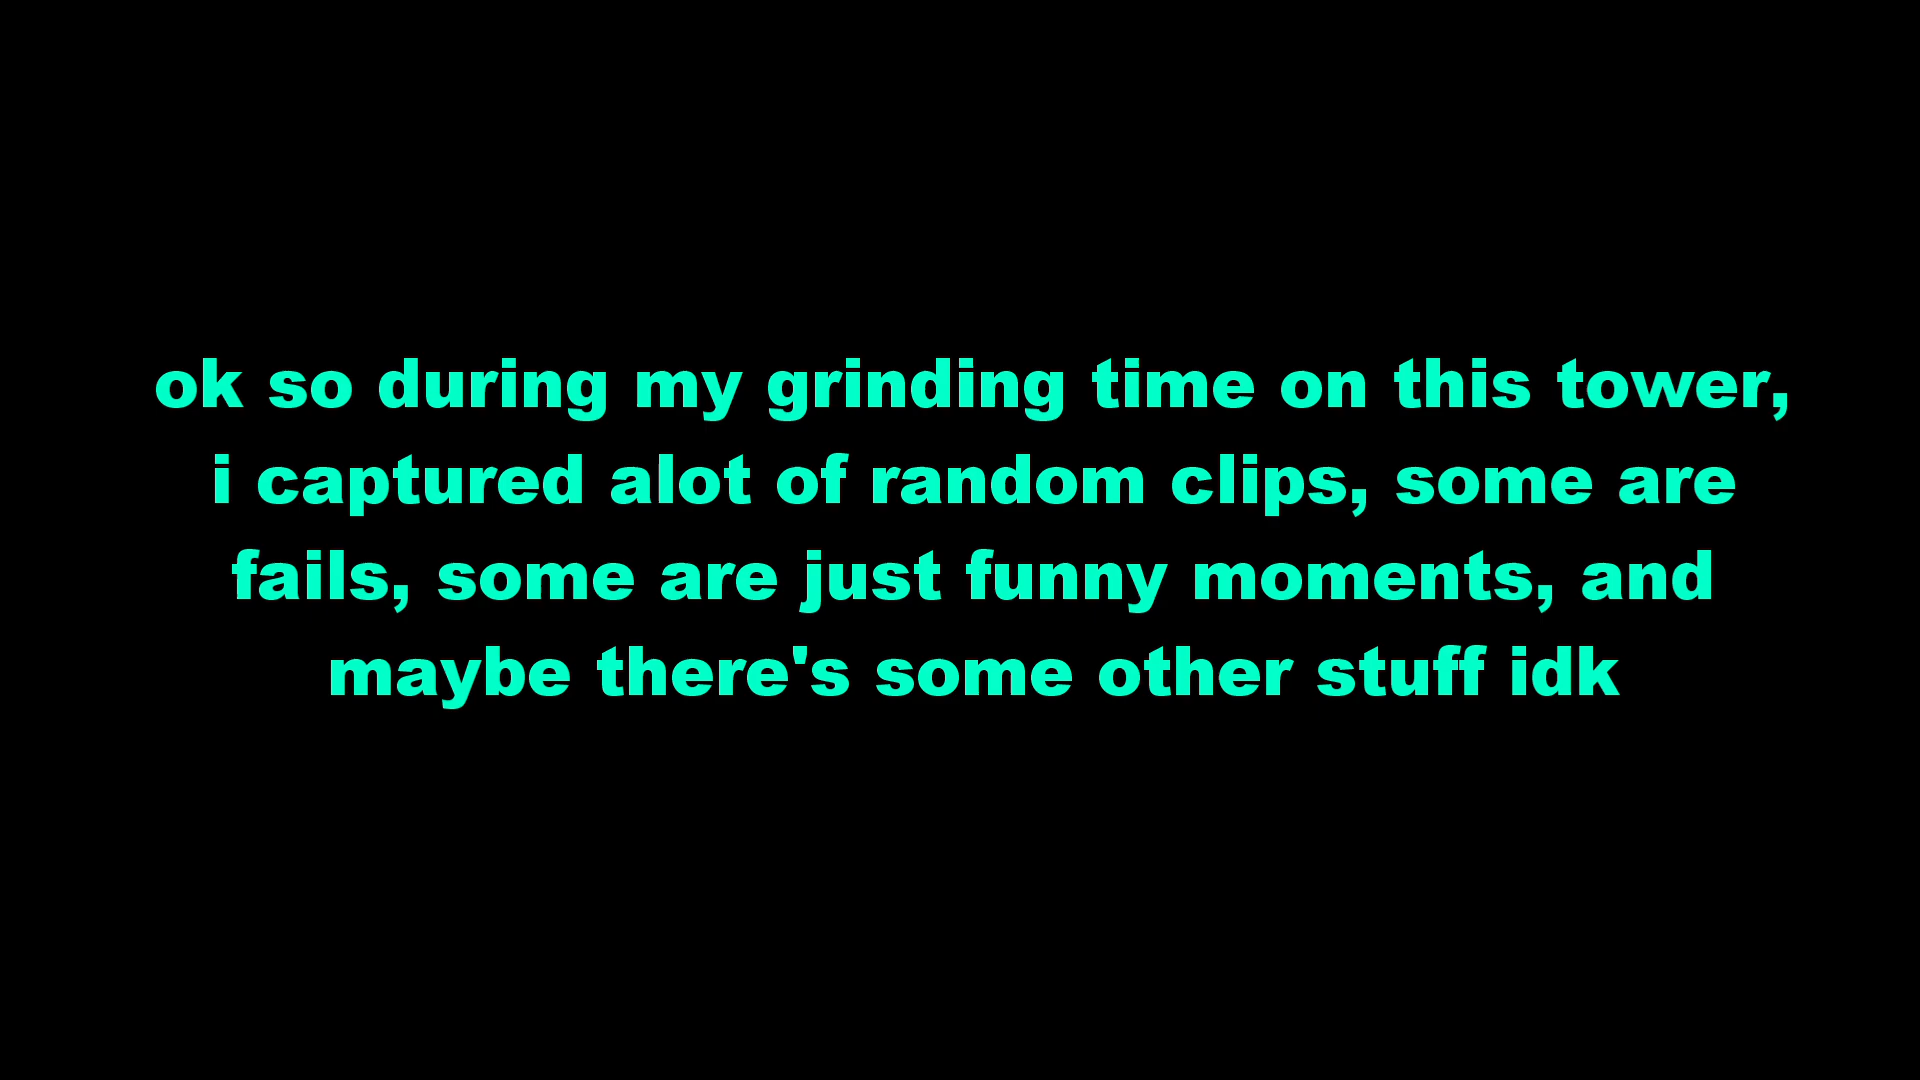 ok so during my grinding time on this tower,
i captured alot of random clips, some are
fails, some are just funny moments, and
maybe there's some other stuff idk